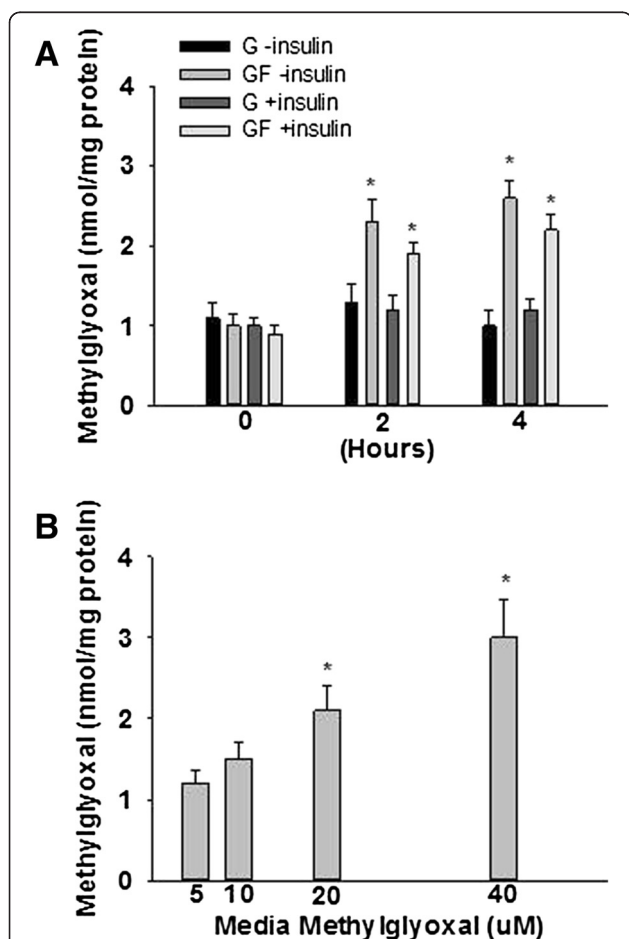 A
G -insulin
GF -insulin
G +insulin
GF +insulin
Methylglyoxal (nmol/mg protein)
4
3
2
1
0
* * * *
0 2 4
(Hours)
B
Methylglyoxal (nmol/mg protein)
4
3
2
1
0
* *
5 10 20 40
Media Methylglyoxal (uM)